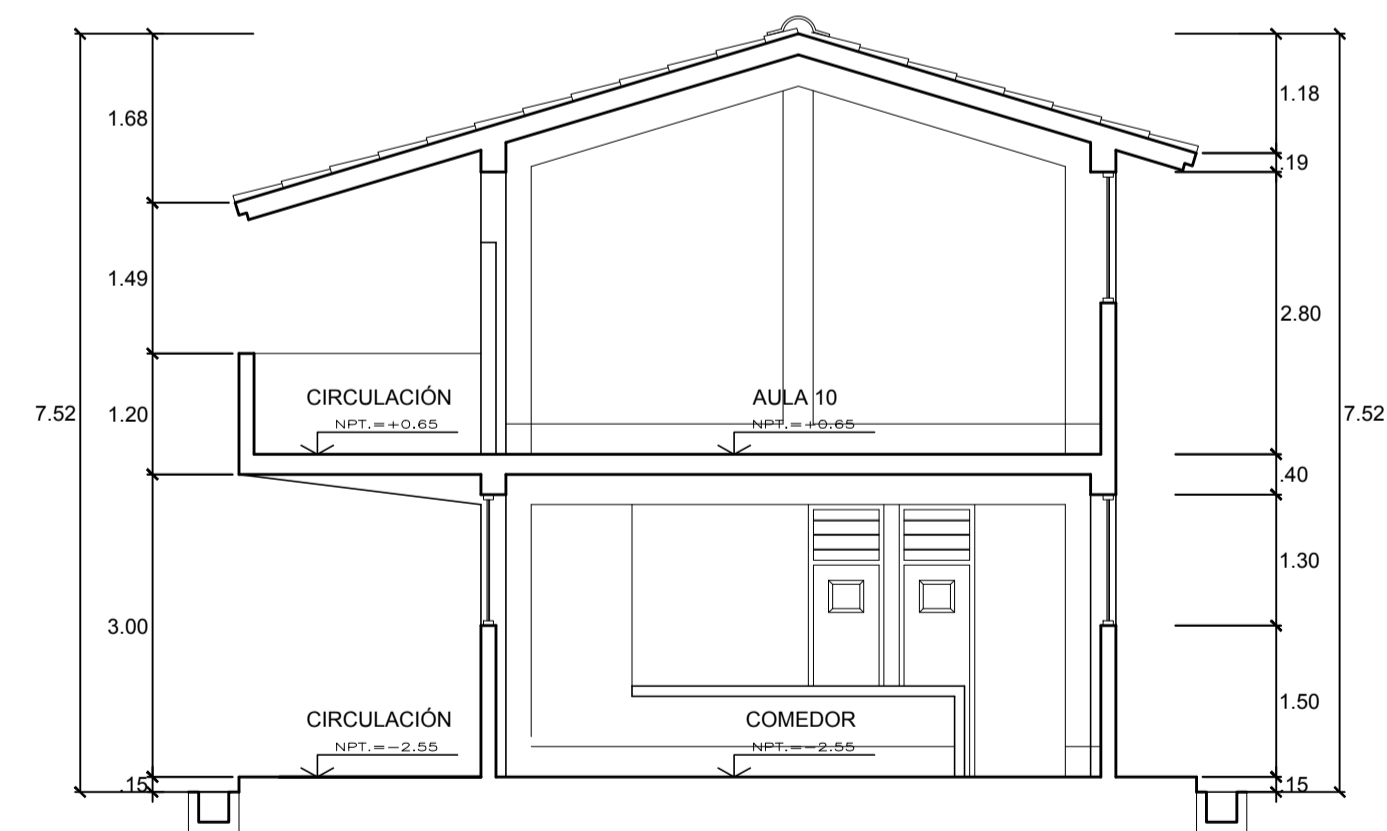 1.68
1.18
.19
1.49
2.80
CIRCULACIÓN
NPT.=+0.65
AULA 10
NPT.=+0.65
7.52
1.20
7.52
.40
1.30
3.00
1.50
CIRCULACIÓN
NPT.=-2.55
COMEDOR
NPT.=-2.55
.15
.15